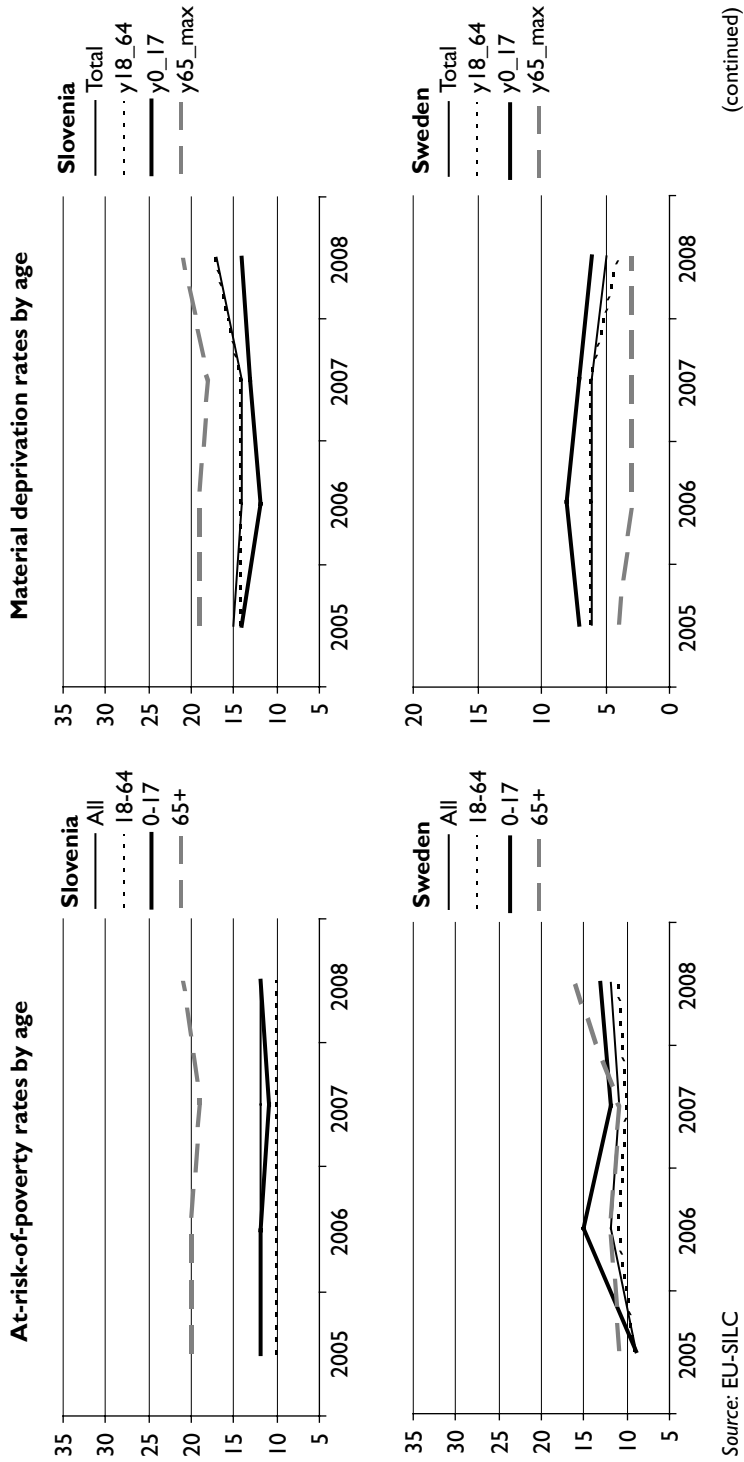 At-risk-of-poverty rates by age
Slovenia
All
18-64
0-17
65+
35
30
25
20
15
10
5
2005
2006
2007
2008
Material deprivation rates by age
Slovenia
Total
y18_64
y0_17
y65_max
35
30
25
20
15
10
5
2005
2006
2007
2008
Sweden
All
18-64
0-17
65+
35
30
25
20
15
10
5
2005
2006
2007
2008
Sweden
Total
y18_64
y0_17
y65_max
20
15
10
5
0
2005
2006
2007
2008
Source: EU-SILC
(continued)